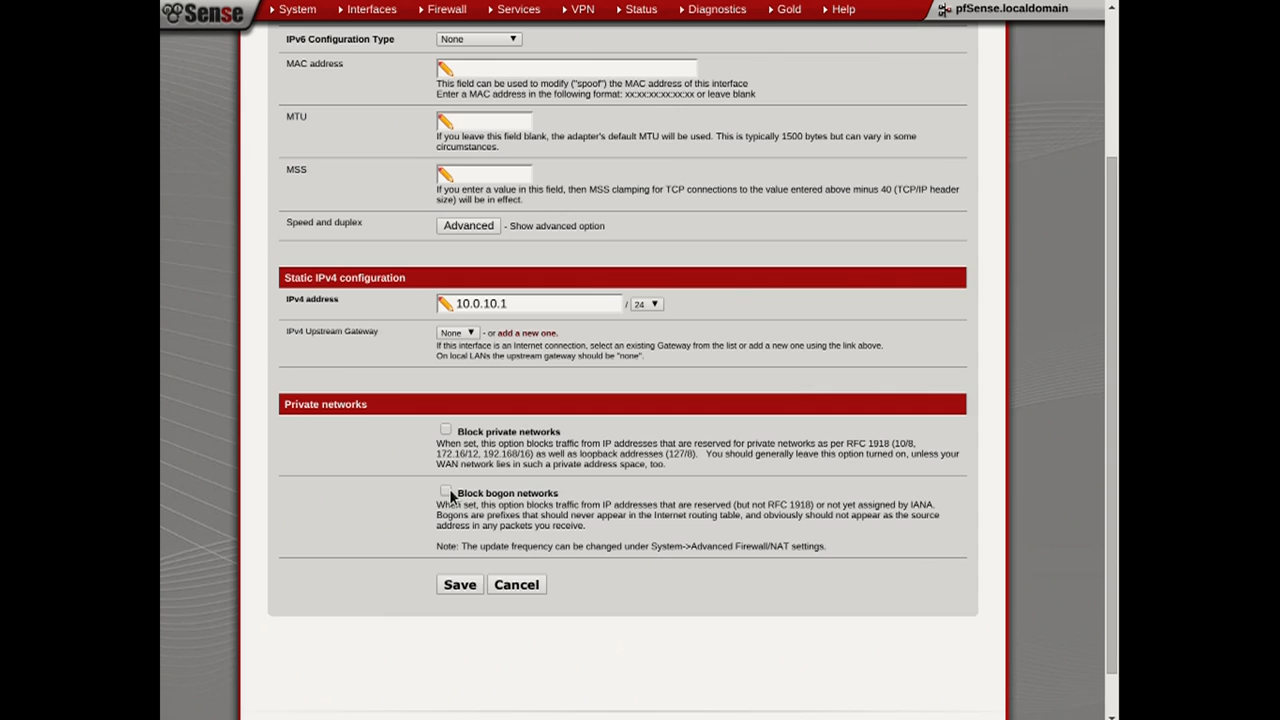 Sense
System
Interfaces
Firewall
Services
VPN
Status
Diagnostics
Gold
Help
pfSense.localdomain
IPv6 Configuration Type
None
MAC address
This field can be used to modify ("spoof") the MAC address of this interface
Enter a MAC address in the following format: xx:xx:xx:xx:xx:xx or leave blank
MTU
If you leave this field blank, the adapter's default MTU will be used. This is typically 1500 bytes but can vary in some
circumstances.
MSS
If you enter a value in this field, then MSS clamping for TCP connections to the value entered above minus 40 (TCP/IP header
size) will be in effect.
Speed and duplex
Advanced - Show advanced option
Static IPv4 configuration
IPv4 address
10.0.10.1 / 24
IPv4 Upstream Gateway
None - or add a new one.
If this interface is an Internet connection, select an existing Gateway from the list or add a new one using the link above.
On local LANs the upstream gateway should be "none".
Private networks
Block private networks
When set, this option blocks traffic from IP addresses that are reserved for private networks as per RFC 1918 (10/8,
172.16/12, 192.168/16) as well as loopback addresses (127/8). You should generally leave this option turned on, unless your
WAN network lies in such a private address space, too.
Block bogon networks
When set, this option blocks traffic from IP addresses that are reserved (but not RFC 1918) or not yet assigned by IANA.
Bogons are prefixes that should never appear in the Internet routing table, and obviously should not appear as the source
address in any packets you receive.
Note: The update frequency can be changed under System->Advanced Firewall/NAT settings.
Save
Cancel